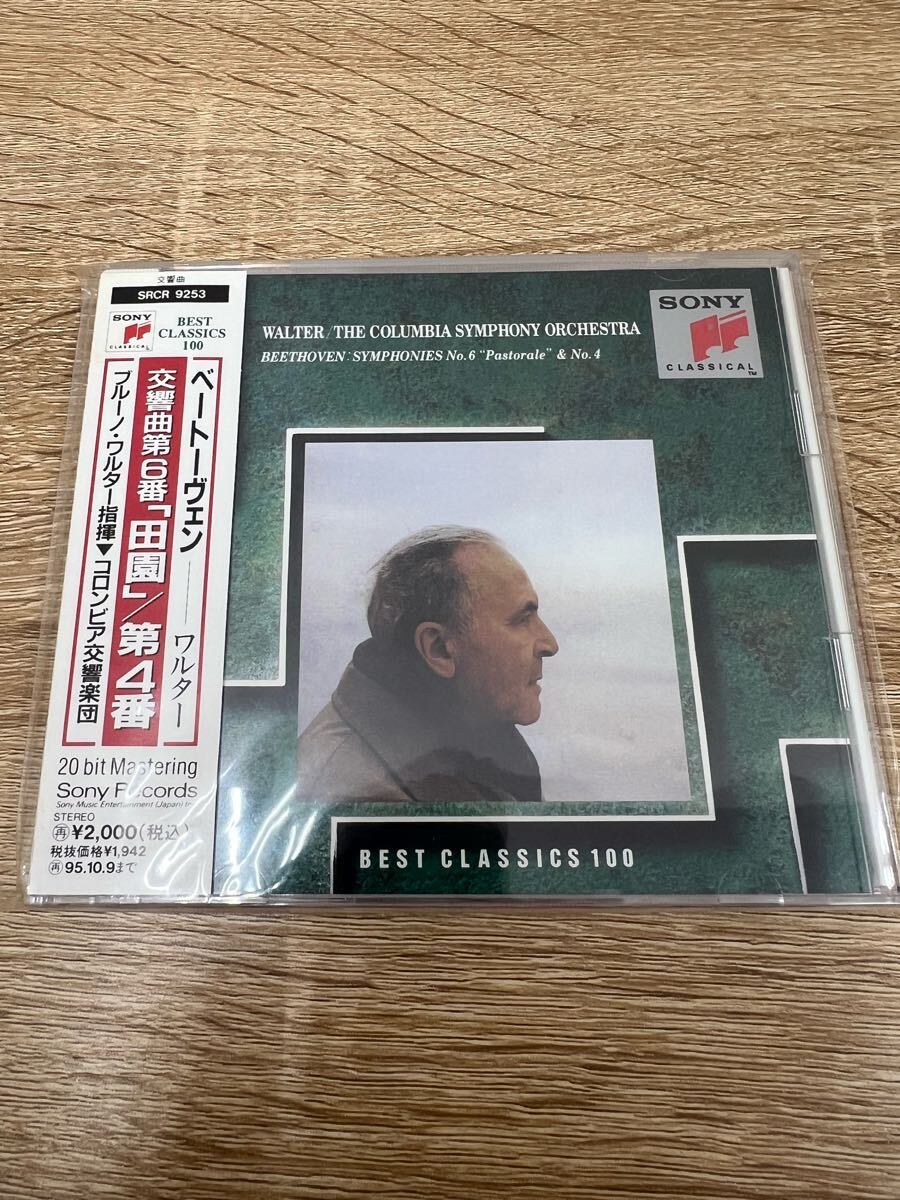 交響曲
SRCR 9253
SONY
CLASSICAL
BEST
CLASSICS
100
ベートーヴェン——ワルター
交響曲第6番「田園」/第4番
ブルーノ・ワルター指揮▼コロンビア交響楽団
20 bit Mastering
Sony Records
Sony Music Entertainment (Japan) Inc.
STEREO
再¥2,000(税込)
税抜価格¥1,942
再95.10.9まで
WALTER/THE COLUMBIA SYMPHONY ORCHESTRA
BEETHOVEN: SYMPHONIES No.6 "Pastorale" & No.4
SONY
CLASSICAL™
BEST CLASSICS 100